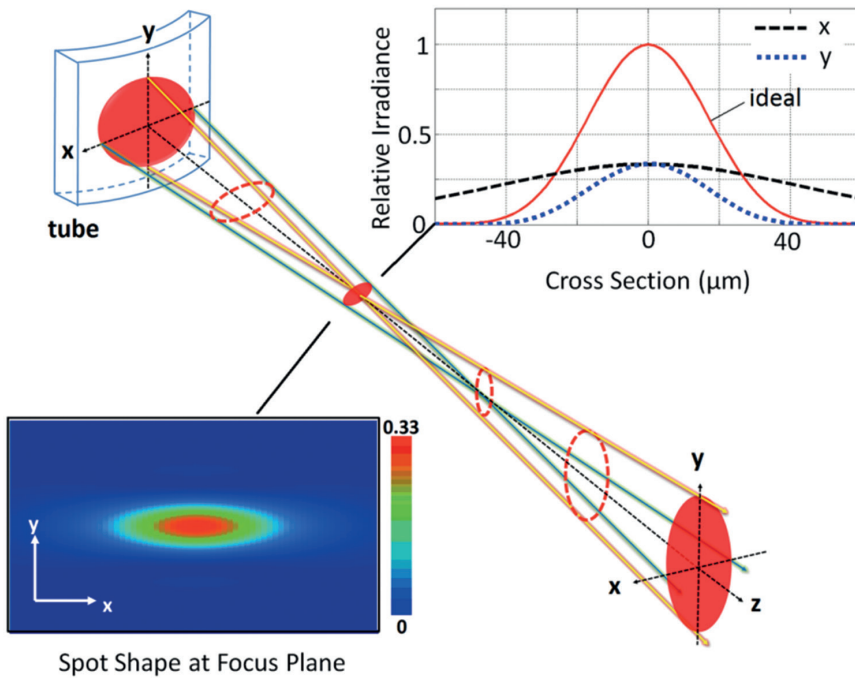 y
x
tube
Relative Irradiance
1
0.5
0
x
y
ideal
-40
0
40
Cross Section (μm)
0.33
0
y
x
Spot Shape at Focus Plane
y
x
z